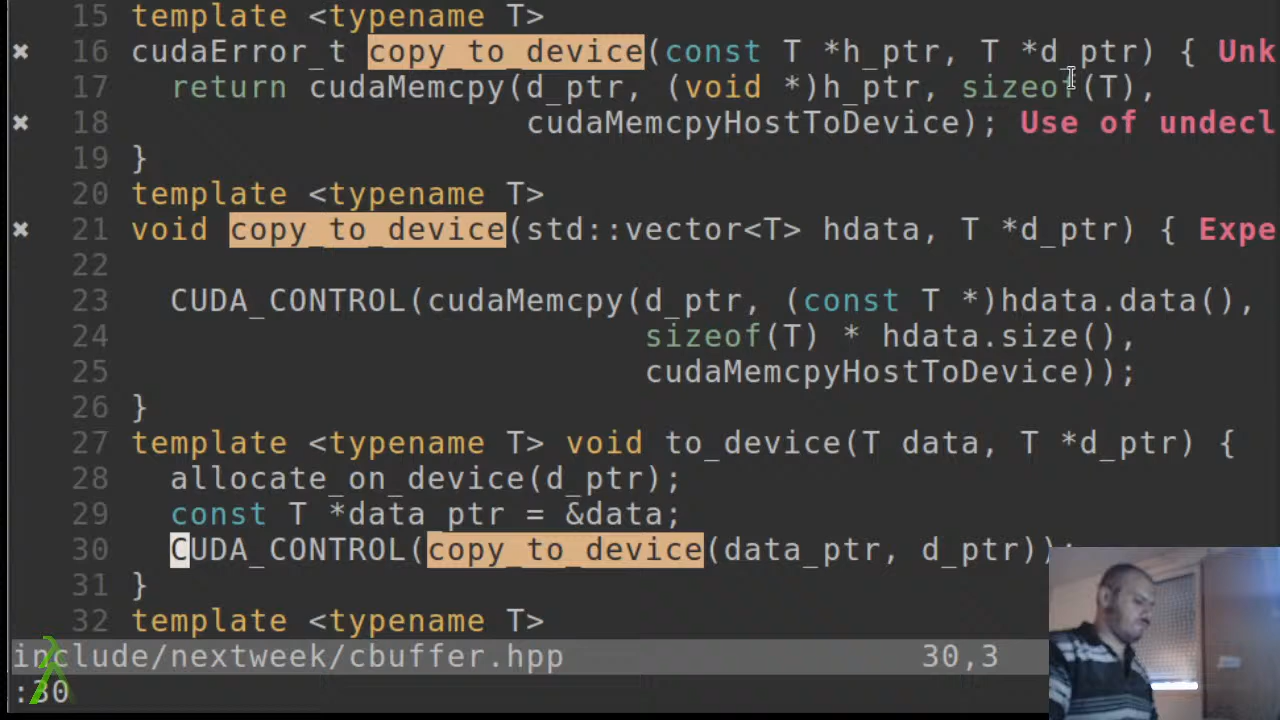 15 template <typename T>
✖ 16 cudaError_t copy_to_device(const T *h_ptr, T *d_ptr) { Unk
17 return cudaMemcpy(d_ptr, (void *)h_ptr, sizeof(T),
✖ 18 cudaMemcpyHostToDevice); Use of undecl
19 }
20 template <typename T>
✖ 21 void copy_to_device(std::vector<T> hdata, T *d_ptr) { Expe
22
23 CUDA_CONTROL(cudaMemcpy(d_ptr, (const T *)hdata.data(),
24 sizeof(T) * hdata.size(),
25 cudaMemcpyHostToDevice));
26 }
27 template <typename T> void to_device(T data, T *d_ptr) {
28 allocate_on_device(d_ptr);
29 const T *data_ptr = &data;
30 CUDA_CONTROL(copy_to_device(data_ptr, d_ptr));
31 }
32 template <typename T>
include/nextweek/cbuffer.hpp 30,3
:30